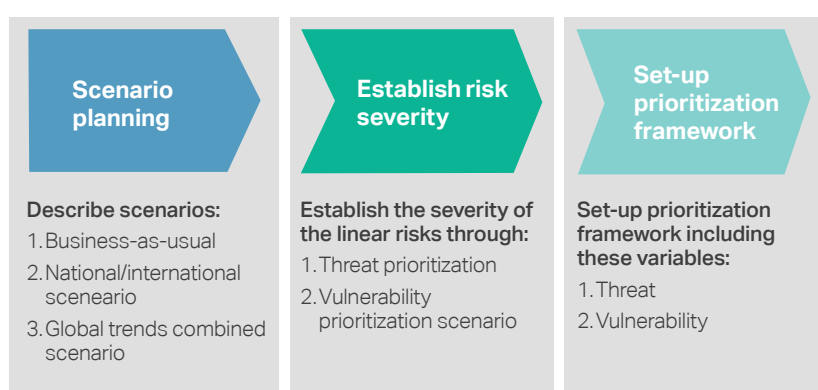 Scenario
planning
Describe scenarios:
1. Business-as-usual
2. National/international
sceneario
3. Global trends combined
scenario
Establish risk
severity
Establish the severity of
the linear risks through:
1. Threat prioritization
2. Vulnerability
prioritization scenario
Set-up
prioritization
framework
Set-up prioritization
framework including
these variables:
1. Threat
2. Vulnerability